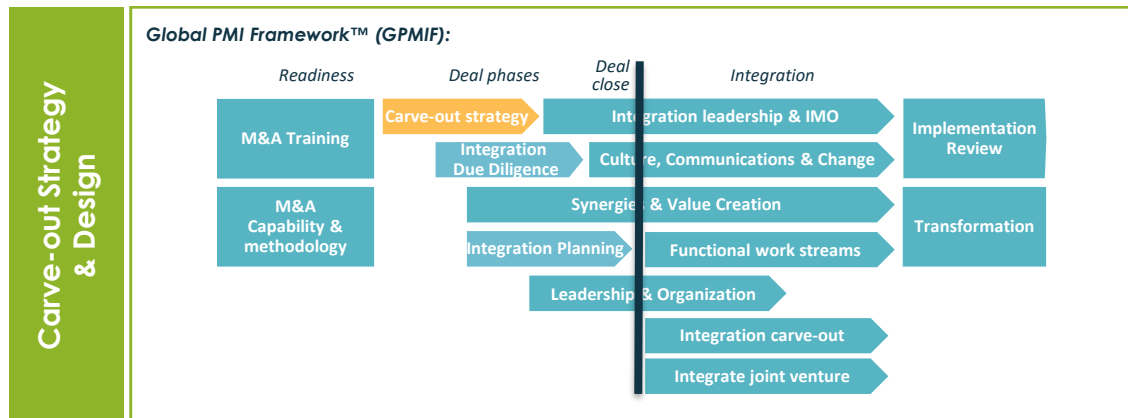 Carve-out Strategy
& Design
Global PMI Framework™ (GPMIF):
Readiness
Deal phases
Deal
close
Integration
M&A Training
Carve-out strategy
Integration leadership & IMO
Implementation
Review
Integration
Due Diligence
Culture, Communications & Change
M&A
Capability &
methodology
Synergies & Value Creation
Transformation
Integration Planning
Functional work streams
Leadership & Organization
Integration carve-out
Integrate joint venture